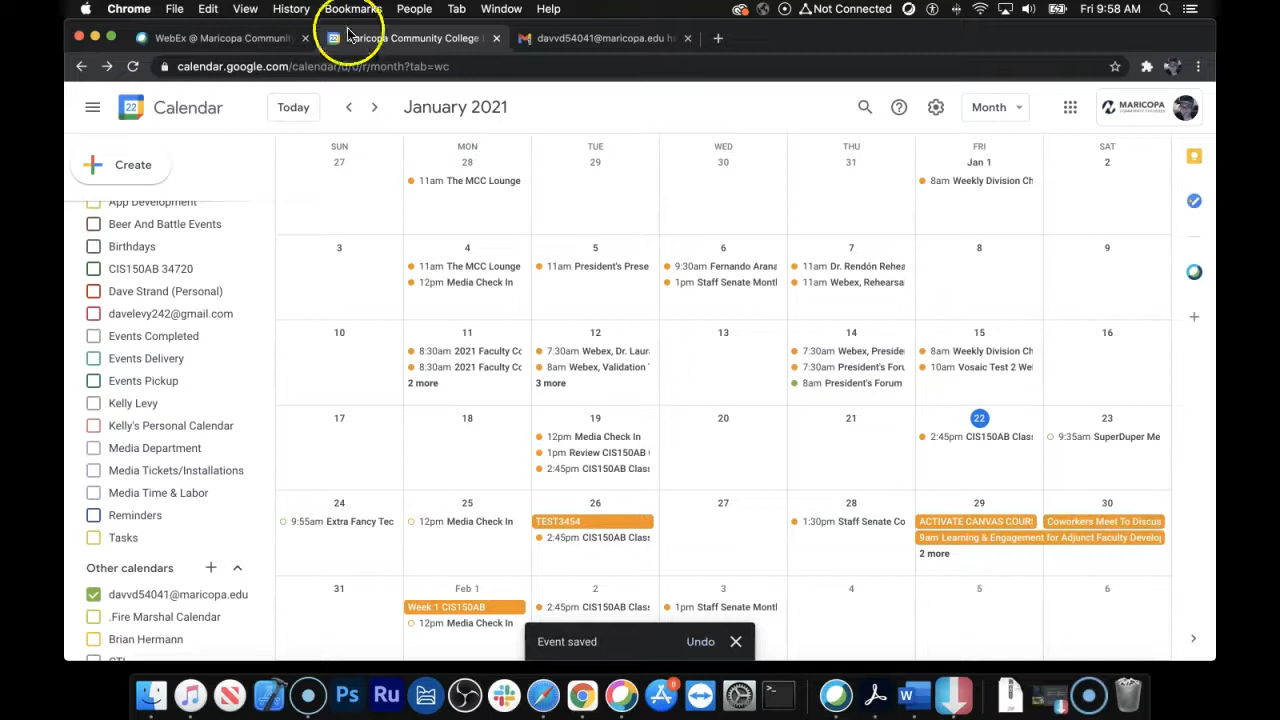 Chrome File Edit View History Bookmarks People Tab Window Help Not Connected Fri 9:58 AM
WebEx @ Maricopa Communit
Maricopa Community College
davvd54041@maricopa.edu
calendar.google.com/calendar/u/0/r/month?tab=wc
22 Calendar Today January 2021 Month MARICOPA
COMMUNITY COLLEGES
Create
App Development
Beer And Battle Events
Birthdays
CIS150AB 34720
Dave Strand (Personal)
davelevy242@gmail.com
Events Completed
Events Delivery
Events Pickup
Kelly Levy
Kelly's Personal Calendar
Media Department
Media Tickets/Installations
Media Time & Labor
Reminders
Tasks
Other calendars
davvd54041@maricopa.edu
.Fire Marshal Calendar
Brian Hermann
SUN MON TUE WED THU FRI SAT
27 28 29 30 31 Jan 1 2
11am The MCC Lounge
8am Weekly Division Ch
3 4 5 6 7 8 9
11am The MCC Lounge
12pm Media Check In
11am President's Prese
9:30am Fernando Arana
1pm Staff Senate Montl
11am Dr. Rendón Rehea
11am Webex, Rehearsa
10 11 12 13 14 15 16
8:30am 2021 Faculty Cc
8:30am 2021 Faculty Cc
2 more
7:30am Webex, Dr. Laur
8am Webex, Validation
3 more
7:30am Webex, Preside
7:30am President's Foru
8am President's Forum
8am Weekly Division Ch
10am Vosaic Test 2 We
17 18 19 20 21 22 23
12pm Media Check In
1pm Review CIS150AB
2:45pm CIS150AB Class
2:45pm CIS150AB Class
9:35am SuperDuper Me
24 25 26 27 28 29 30
9:55am Extra Fancy Tec
12pm Media Check In
TEST3454
2:45pm CIS150AB Class
1:30pm Staff Senate Co
ACTIVATE CANVAS COUR
Coworkers Meet To Discus
9am Learning & Engagement for Adjunct Faculty Develop
2 more
31 Feb 1 2 3 4 5 6
Week 1 CIS150AB
12pm Media Check In
2:45pm CIS150AB Class
1pm Staff Senate Montl
Event saved Undo
Ps Ru 8 W ZIP